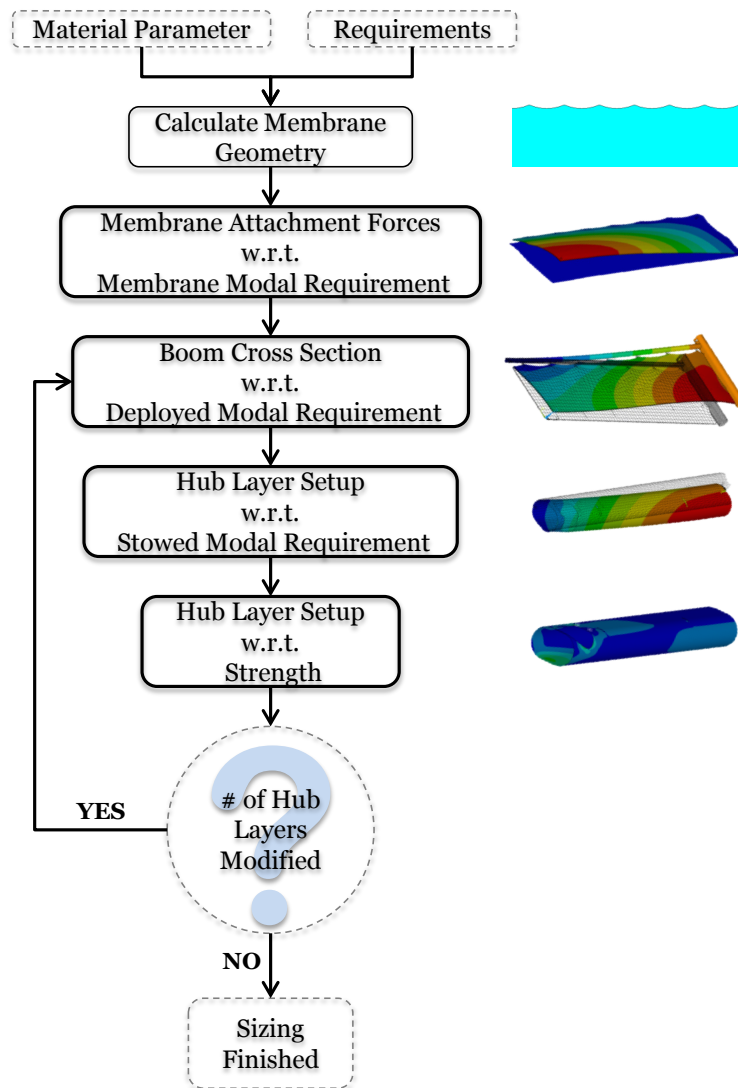 Material Parameter
Requirements
Calculate Membrane
Geometry
Membrane Attachment Forces
w.r.t.
Membrane Modal Requirement
Boom Cross Section
w.r.t.
Deployed Modal Requirement
Hub Layer Setup
w.r.t.
Stowed Modal Requirement
Hub Layer Setup
w.r.t.
Strength
?
# of Hub
Layers
Modified
YES
NO
Sizing
Finished